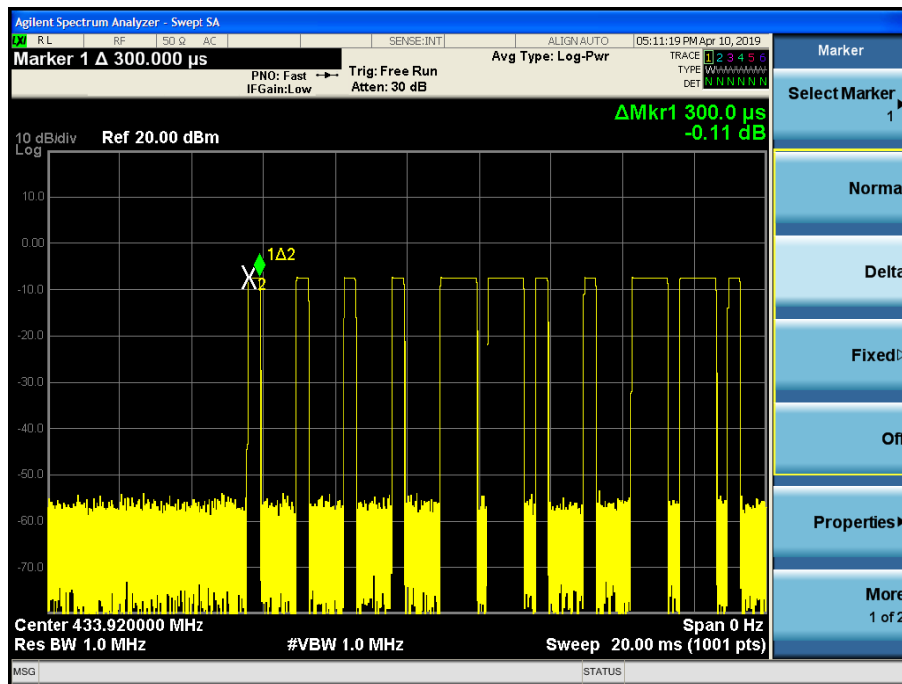 Agilent Spectrum Analyzer - Swept SA
LXI RL RF 50 Ω AC SENSE:INT ALIGN AUTO 05:11:19 PM Apr 10, 2019
Marker 1 Δ 300.000 µs
PNO: Fast
IFGain:Low
Trig: Free Run
Atten: 30 dB
Avg Type: Log-Pwr
TRACE 1 2 3 4 5 6
TYPE
DET N N N N N N
ΔMkr1 300.0 µs
-0.11 dB
10 dB/div
Log
Ref 20.00 dBm
10.0
0.00
-10.0
-20.0
-30.0
-40.0
-50.0
-60.0
-70.0
1Δ2
2
Center 433.920000 MHz
Span 0 Hz
Res BW 1.0 MHz
#VBW 1.0 MHz
Sweep 20.00 ms (1001 pts)
MSG
STATUS
Marker
Select Marker
1
Norma
Delta
Fixed
Off
Properties
More
1 of 2